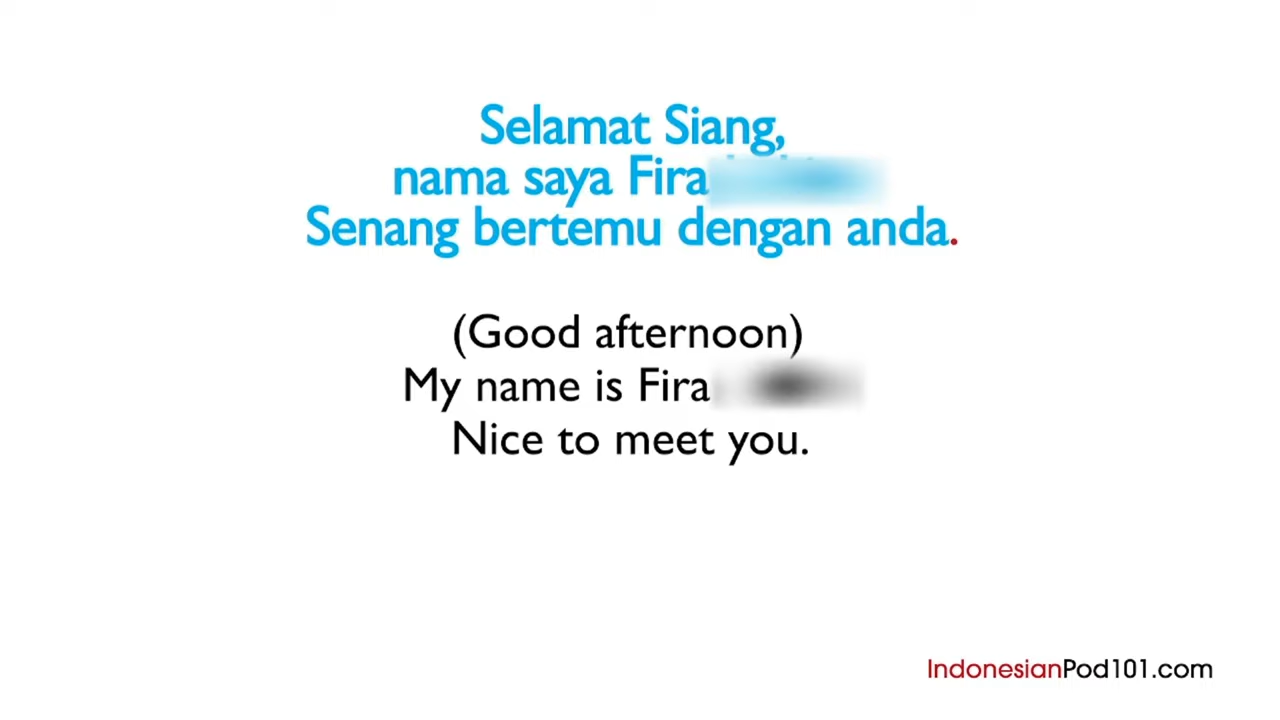 Selamat Siang,
nama saya Fira
Senang bertemu dengan anda.
(Good afternoon)
My name is Fira
Nice to meet you.
IndonesianPod101.com